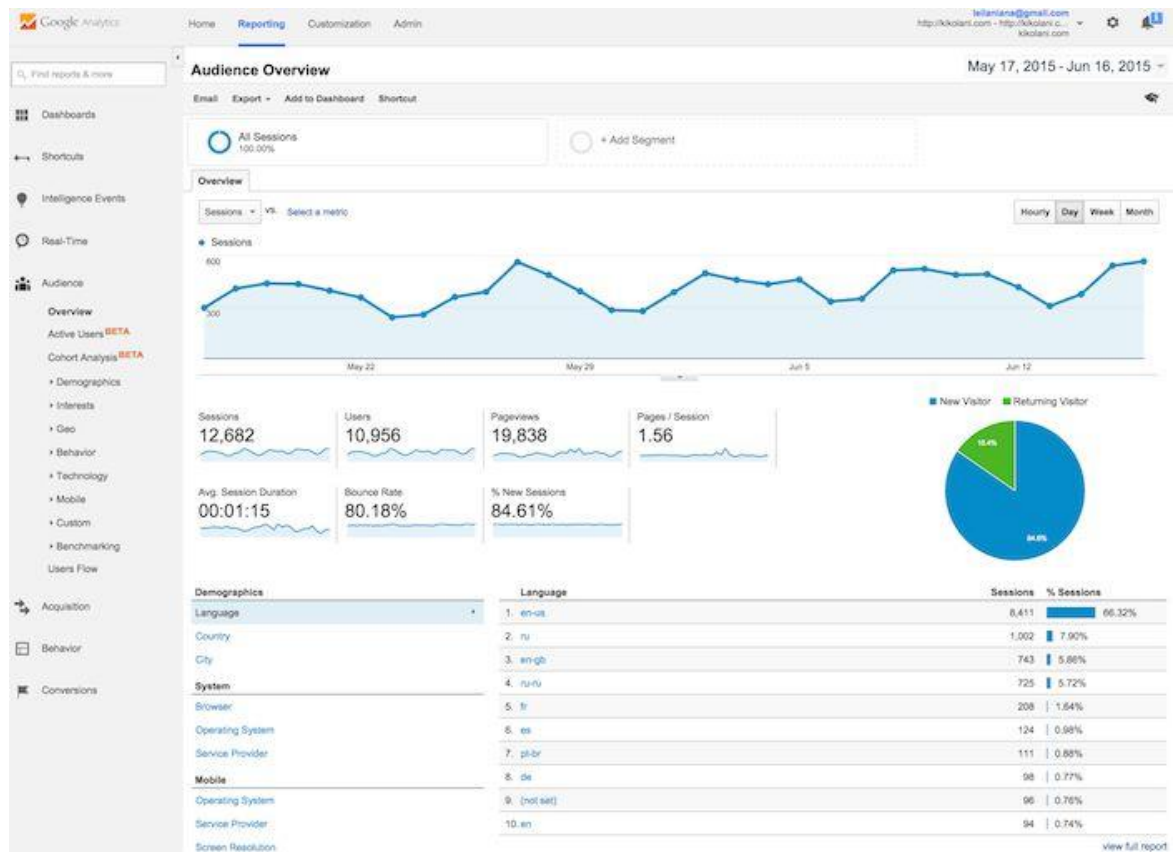 Google Analytics
Home Reporting Customization Admin
leilaniana@gmail.com
http://kikolani.com - http://kikolani.c...
kikolani.com
1
Find reports & more
Audience Overview
May 17, 2015 - Jun 16, 2015
Email Export Add to Dashboard Shortcut
Dashboards
Shortcuts
Intelligence Events
Real-Time
Audience
Overview
Active Users BETA
Cohort Analysis BETA
Demographics
Interests
Geo
Behavior
Technology
Mobile
Custom
Benchmarking
Users Flow
Acquisition
Behavior
Conversions
All Sessions
100.00%
+ Add Segment
Overview
Sessions VS. Select a metric
Hourly Day Week Month
Sessions
600
300
May 22 May 29 Jun 5 Jun 12
Sessions Users Pageviews Pages / Session
12,682 10,956 19,838 1.56
Avg. Session Duration Bounce Rate % New Sessions
00:01:15 80.18% 84.61%
New Visitor Returning Visitor
15.4%
84.6%
Demographics
Language
Country
City
System
Browser
Operating System
Service Provider
Mobile
Operating System
Service Provider
Screen Resolution
Language Sessions % Sessions
1. en-us 8,411 66.32%
2. ru 1,002 7.90%
3. en-gb 743 5.86%
4. ru-ru 725 5.72%
5. fr 208 1.64%
6. es 124 0.98%
7. pt-br 111 0.88%
8. de 98 0.77%
9. (not set) 96 0.76%
10. en 94 0.74%
view full report